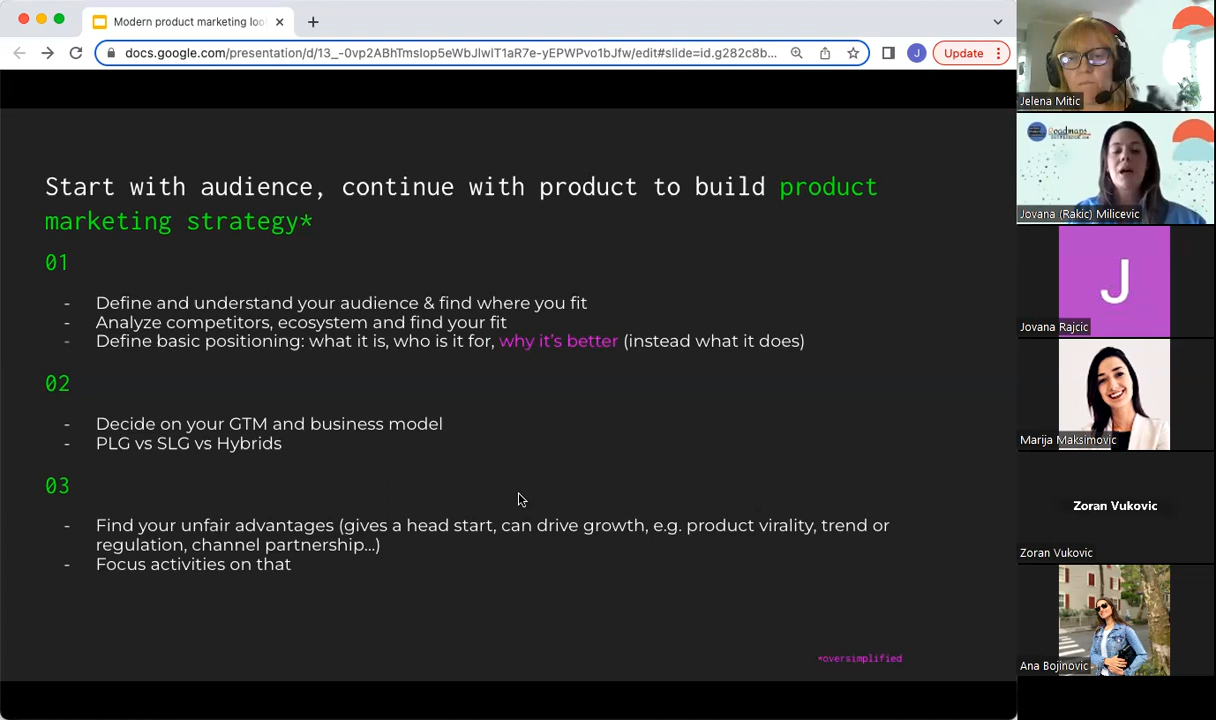 Modern product marketing loo
docs.google.com/presentation/d/13_-0vp2ABhTmsIop5eWbJlwIT1aR7e-yEPWPvo1bJfw/edit#slide=id.g282c8b...
J
Update
Start with audience, continue with product to build product
marketing strategy*
01
- Define and understand your audience & find where you fit
- Analyze competitors, ecosystem and find your fit
- Define basic positioning: what it is, who is it for, why it's better (instead what it does)
02
- Decide on your GTM and business model
- PLG vs SLG vs Hybrids
03
- Find your unfair advantages (gives a head start, can drive growth, e.g. product virality, trend or
regulation, channel partnership...)
- Focus activities on that
*oversimplified
Jelena Mitic
Roadmaps
Jovana (Rakic) Milicevic
J
Jovana Rajcic
Marija Maksimovic
Zoran Vukovic
Zoran Vukovic
Ana Bojinovic